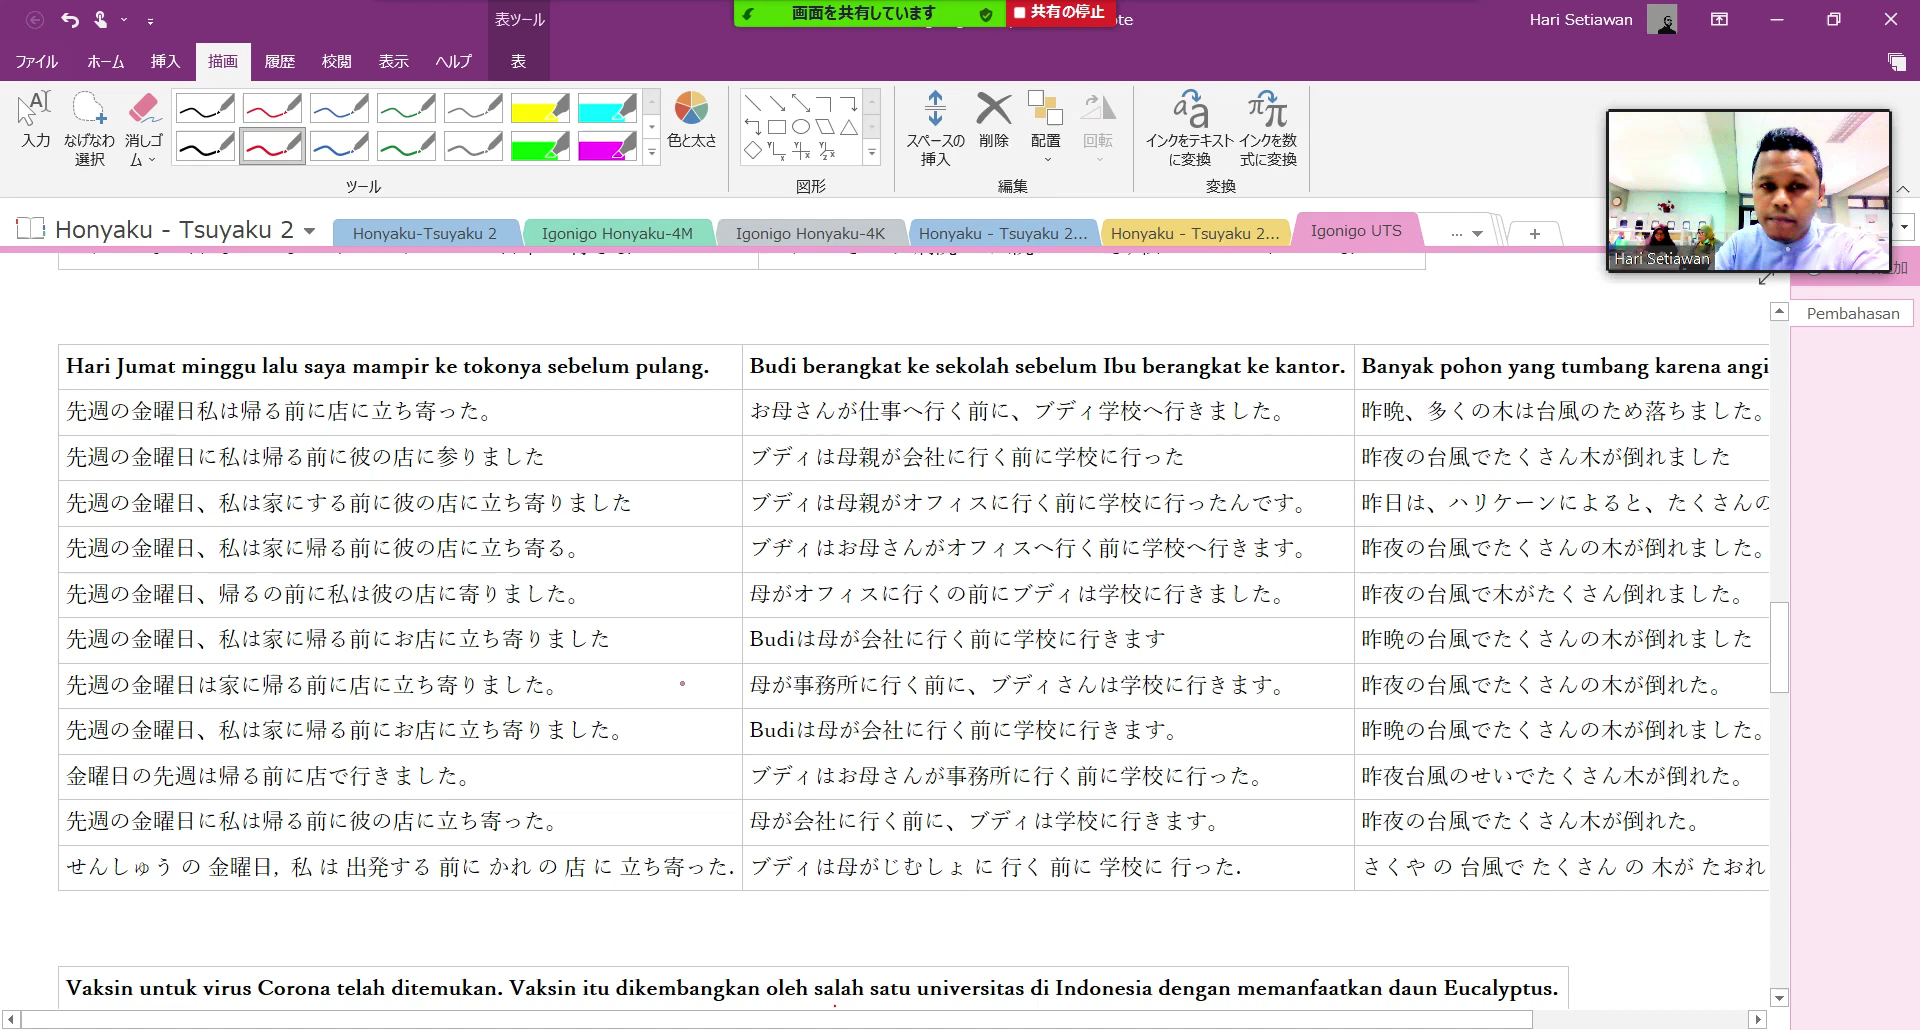 表ツール
画面を共有しています
共有の停止
Hari Setiawan
ファイル ホーム 挿入 描画 履歴 校閲 表示 ヘルプ 表
入力 なげなわ選択 消しゴム 色と太さ スペースの挿入 削除 配置 回転 インクをテキストに変換 インクを数式に変換
ツール 図形 編集 変換
Honyaku - Tsuyaku 2 Honyaku-Tsuyaku 2 Igonigo Honyaku-4M Igonigo Honyaku-4K Honyaku - Tsuyaku 2... Honyaku - Tsuyaku 2... Igonigo UTS ... +
Hari Setiawan
Pembahasan
Hari Jumat minggu lalu saya mampir ke tokonya sebelum pulang. Budi berangkat ke sekolah sebelum Ibu berangkat ke kantor. Banyak pohon yang tumbang karena angi
先週の金曜日私は帰る前に店に立ち寄った。 お母さんが仕事へ行く前に、ブディ学校へ行きました。 昨晩、多くの木は台風のため落ちました。
先週の金曜日に私は帰る前に彼の店に参りました ブディは母親が会社に行く前に学校に行った 昨夜の台風でたくさん木が倒れました
先週の金曜日、私は家にする前に彼の店に立ち寄りました ブディは母親がオフィスに行く前に学校に行ったんです。 昨日は、ハリケーンによると、たくさんの
先週の金曜日、私は家に帰る前に彼の店に立ち寄る。 ブヂィはお母さんがオフィスへ行く前に学校へ行きます。 昨夜の台風でたくさんの木が倒れました。
先週の金曜日、帰るの前に私は彼の店に寄りました。 母がオフィスに行くの前にブディは学校に行きました。 昨夜の台風で木がたくさん倒れました。
先週の金曜日、私は家に帰る前にお店に立ち寄りました Budiは母が会社に行く前に学校に行きます 昨晩の台風でたくさんの木が倒れました
先週の金曜日は家に帰る前に店に立ち寄りました。 母が事務所に行く前に、ブディさんは学校に行きます。 昨夜の台風でたくさんの木が倒れた。
先週の金曜日、私は家に帰る前にお店に立ち寄りました。 Budiは母が会社に行く前に学校に行きます。 昨晩の台風でたくさんの木が倒れました。
金曜日の先週は帰る前に店で行きました。 ブディはお母さんが事務所に行く前に学校に行った。 昨夜台風のせいでたくさん木が倒れた。
先週の金曜日に私は帰る前に彼の店に立ち寄った。 母が会社に行く前に、ブディは学校に行きます。 昨夜の台風でたくさん木が倒れた。
せんしゅう の 金曜日, 私 は 出発する 前に かれ の 店 に 立ち寄った. ブディは母がじむしょ に 行く 前に 学校に 行った. さくや の 台風で たくさん の 木が たおれ
Vaksin untuk virus Corona telah ditemukan. Vaksin itu dikembangkan oleh salah satu universitas di Indonesia dengan memanfaatkan daun Eucalyptus.